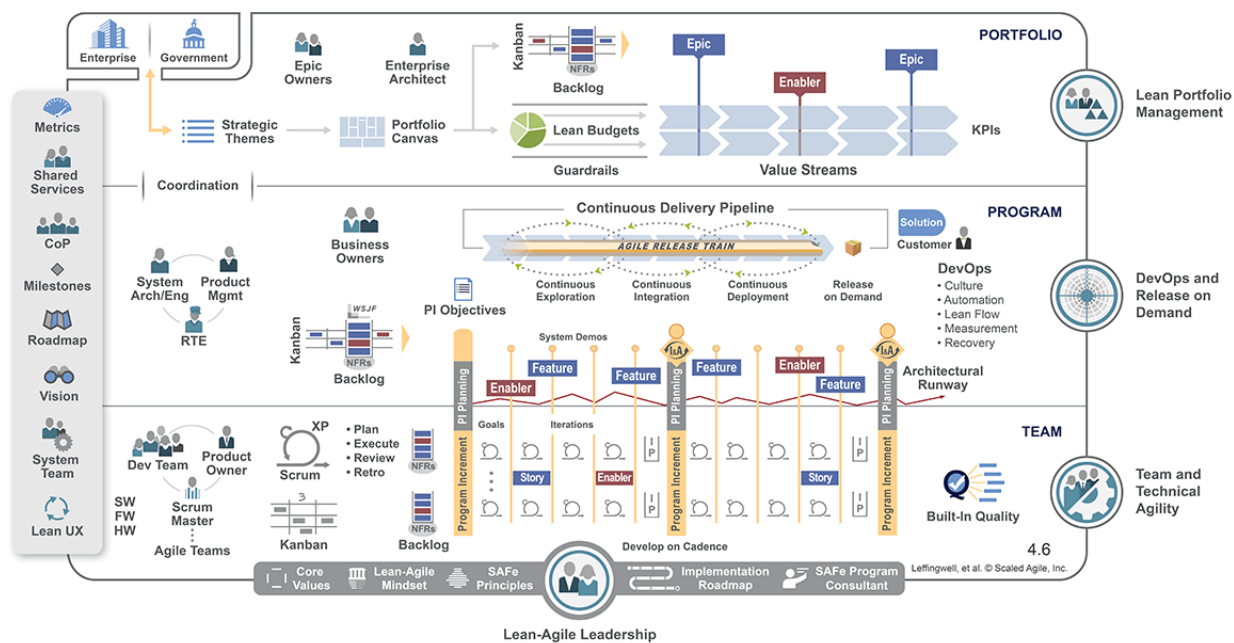 Enterprise
Government
Epic
Owners
Enterprise
Architect
Kanban
NFRs
Backlog
Epic
Enabler
Epic
PORTFOLIO
Lean Portfolio
Management
Strategic
Themes
Portfolio
Canvas
Lean Budgets
Guardrails
Value Streams
KPIs
Metrics
Shared
Services
CoP
Milestones
Roadmap
Vision
System
Team
Lean UX
Coordination
PROGRAM
Business
Owners
Continuous Delivery Pipeline
AGILE RELEASE TRAIN
Continuous
Exploration
Continuous
Integration
Continuous
Deployment
Release
on Demand
Solution
Customer
DevOps
• Culture
• Automation
• Lean Flow
• Measurement
• Recovery
DevOps and
Release on
Demand
System
Arch/Eng
Product
Mgmt
RTE
PI Objectives
Kanban
WSJF
NFRs
Backlog
System Demos
I&A
I&A
Enabler
Feature
Feature
Feature
Enabler
Feature
Architectural
Runway
PI Planning
PI Planning
PI Planning
TEAM
Dev Team
Product
Owner
Scrum
Master
Agile Teams
SW
FW
HW
XP
Scrum
• Plan
• Execute
• Review
• Retro
Kanban
NFRs
NFRs
Backlog
Program Increment
Program Increment
Program Increment
Goals
Iterations
Story
Enabler
Story
I P
I P
I P
I P
Develop on Cadence
Built-In Quality
Team and
Technical
Agility
4.6
Leffingwell, et al. © Scaled Agile, Inc.
Core
Values
Lean-Agile
Mindset
SAFe
Principles
Implementation
Roadmap
SAFe Program
Consultant
Lean-Agile Leadership